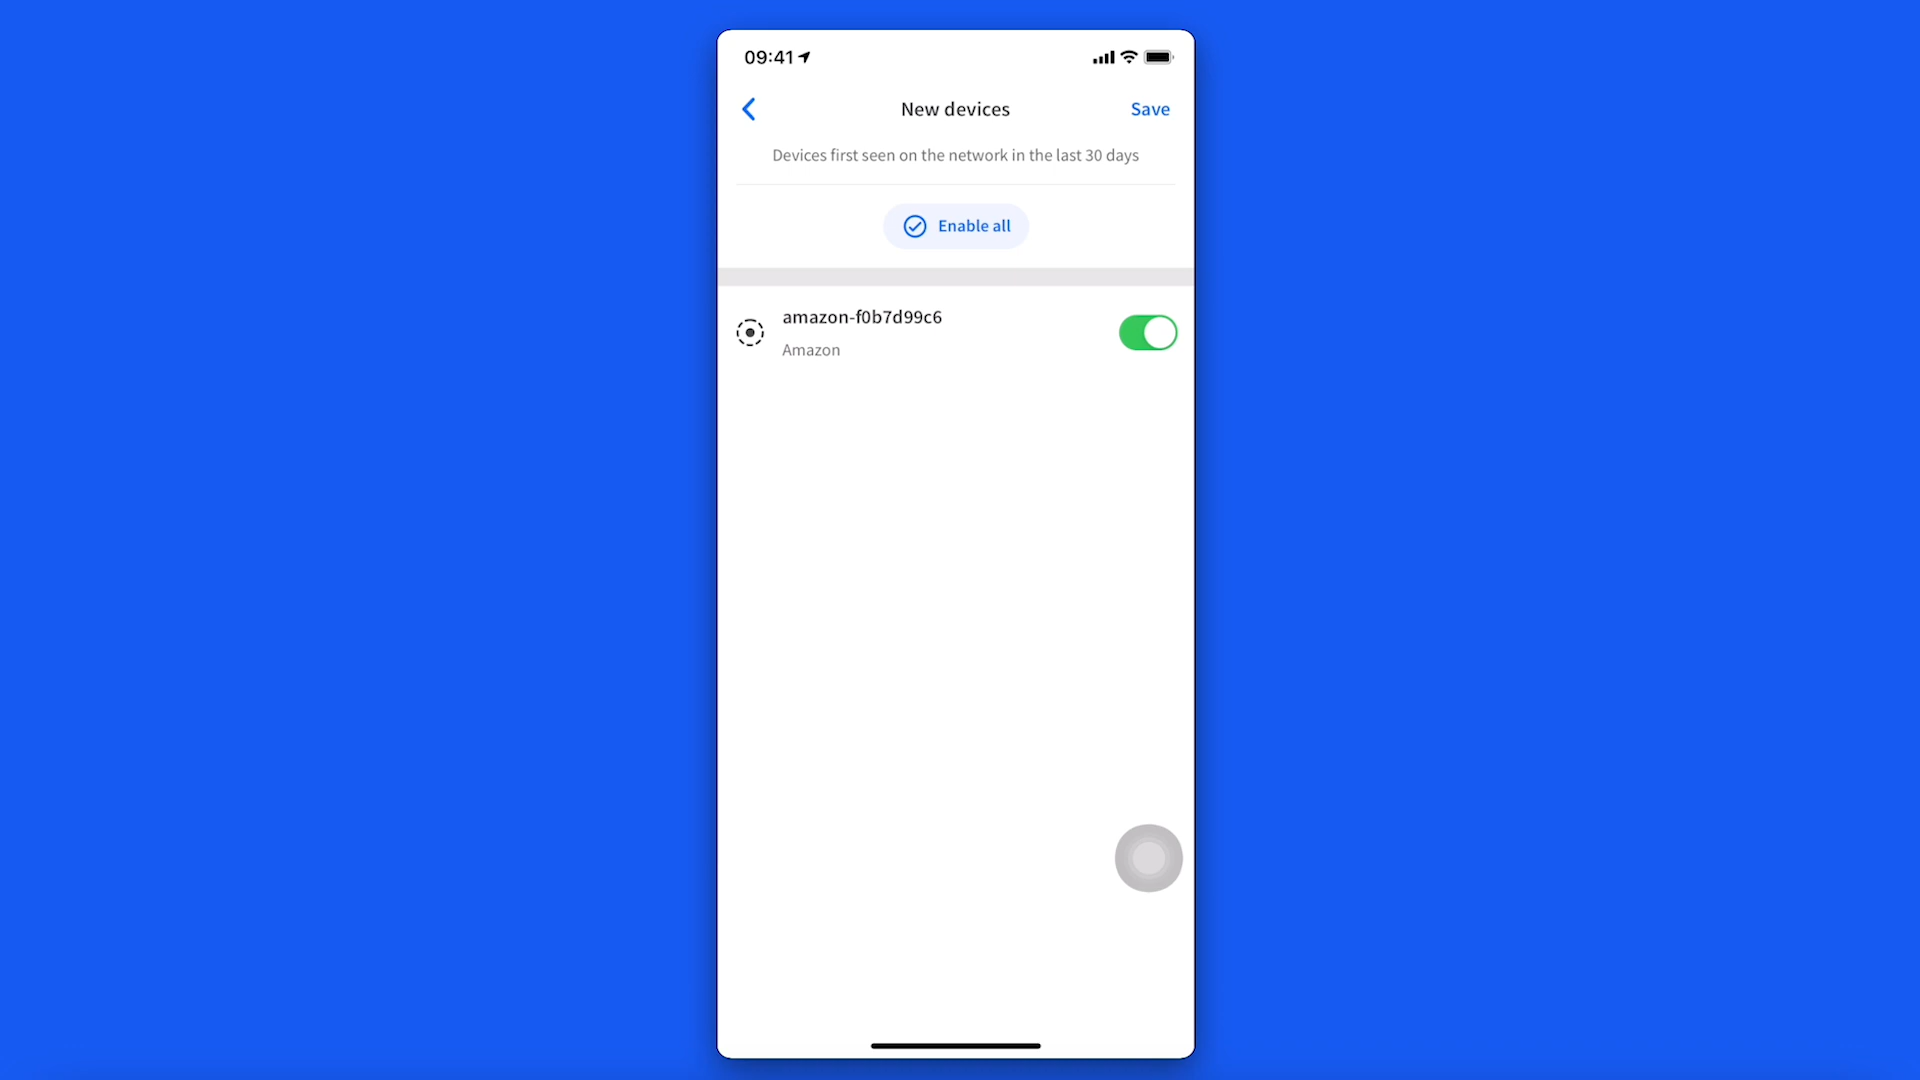 09:41
New devices
Save
Devices first seen on the network in the last 30 days
Enable all
amazon-f0b7d99c6
Amazon